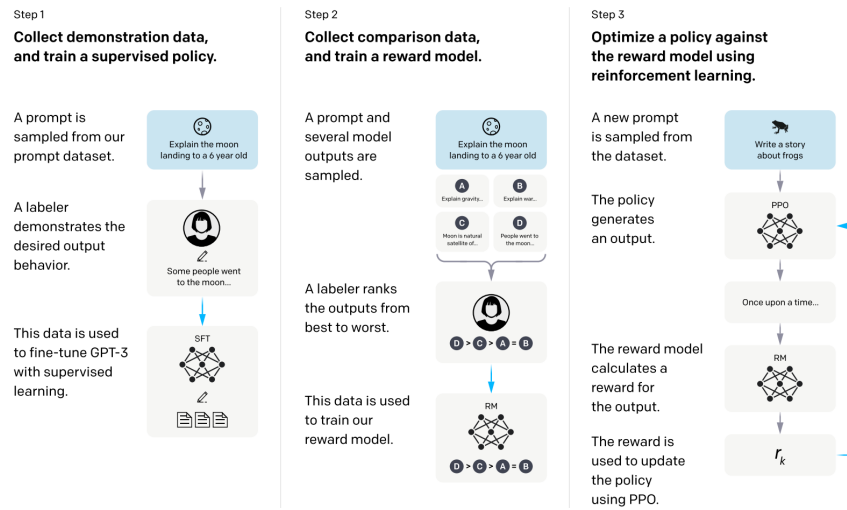 Step 1
Collect demonstration data,
and train a supervised policy.
A prompt is
sampled from our
prompt dataset.
Explain the moon
landing to a 6 year old
A labeler
demonstrates the
desired output
behavior.
Some people went
to the moon...
This data is used
to fine-tune GPT-3
with supervised
learning.
SFT
Step 2
Collect comparison data,
and train a reward model.
A prompt and
several model
outputs are
sampled.
Explain the moon
landing to a 6 year old
A
Explain gravity...
B
Explain war...
C
Moon is natural
satellite of...
D
People went to
the moon...
A labeler ranks
the outputs from
best to worst.
D > C > A = B
This data is used
to train our
reward model.
RM
D > C > A = B
Step 3
Optimize a policy against
the reward model using
reinforcement learning.
A new prompt
is sampled from
the dataset.
Write a story
about frogs
The policy
generates
an output.
PPO
Once upon a time...
The reward model
calculates a
reward for
the output.
RM
The reward is
used to update
the policy
using PPO.
r_k